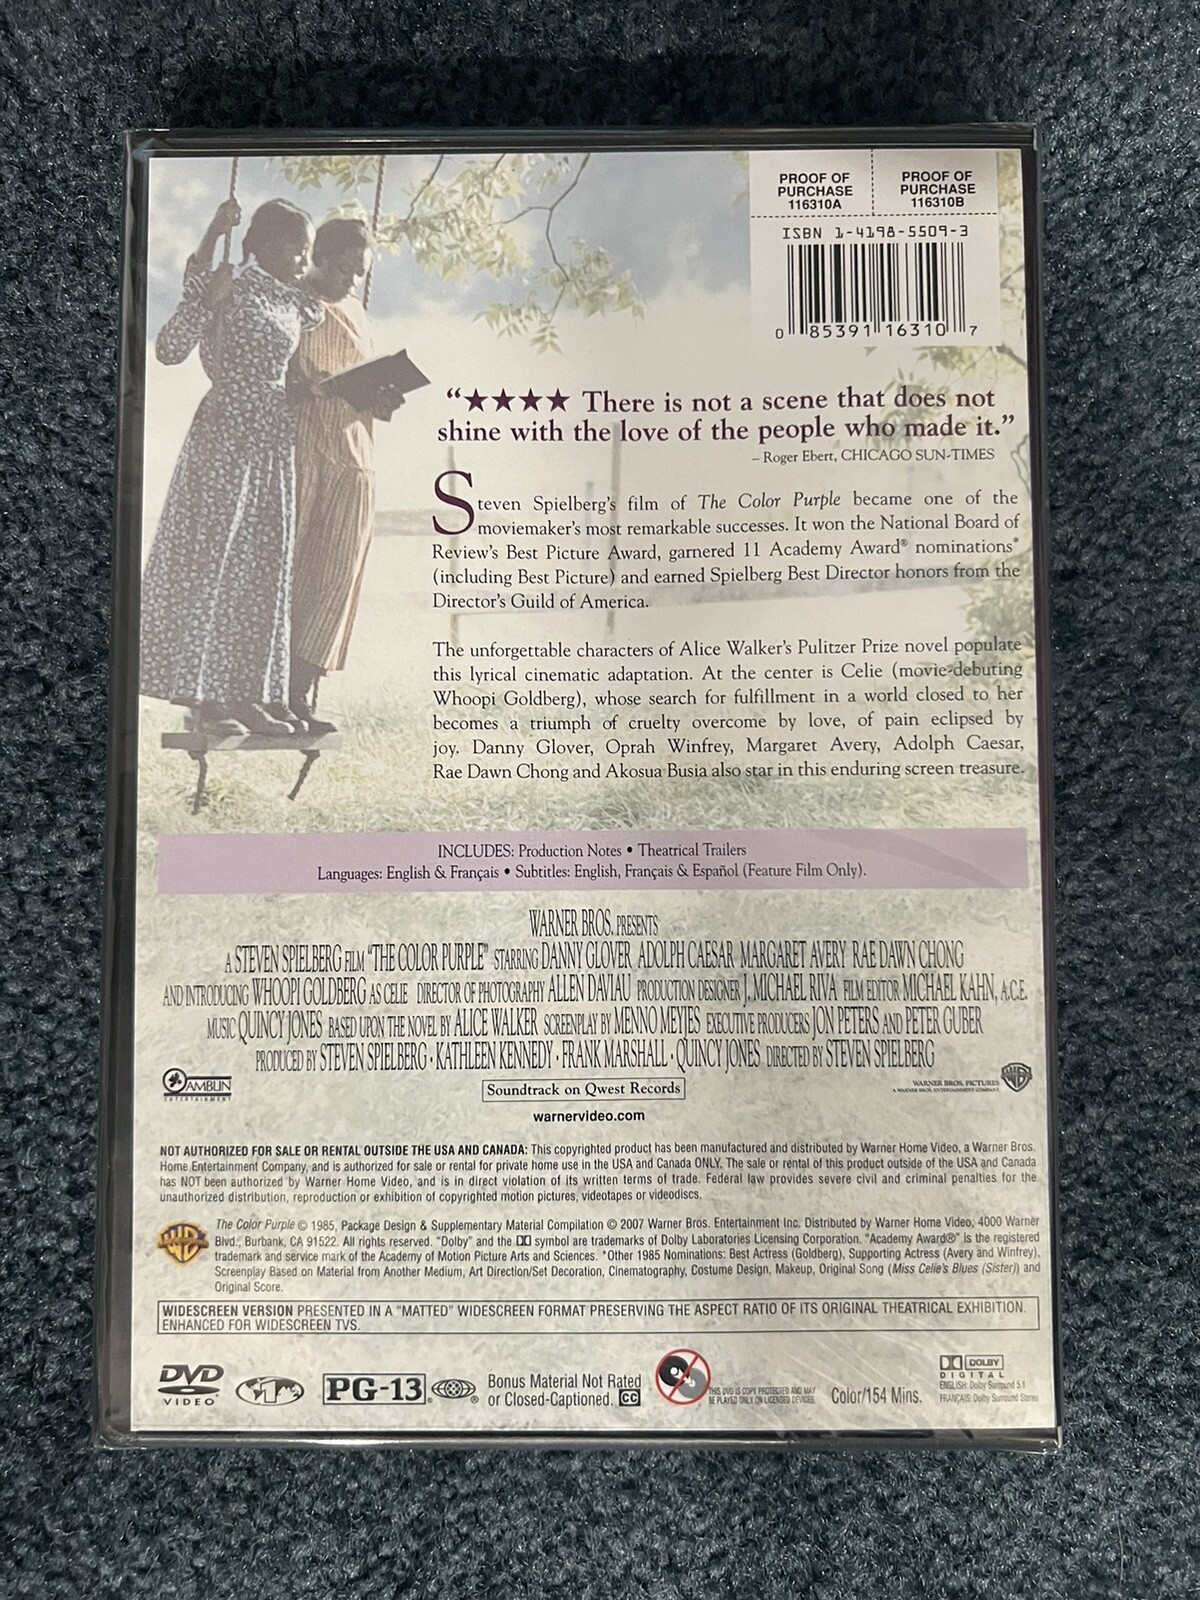 PROOF OF
PURCHASE
116310A
PROOF OF
PURCHASE
116310B
ISBN 1-4198-5509-3
0 85391 16310 7
“★★★★ There is not a scene that does not
shine with the love of the people who made it.”
– Roger Ebert, CHICAGO SUN-TIMES
Steven Spielberg's film of The Color Purple became one of the
moviemaker's most remarkable successes. It won the National Board of
Review's Best Picture Award, garnered 11 Academy Award® nominations*
(including Best Picture) and earned Spielberg Best Director honors from the
Director's Guild of America.
The unforgettable characters of Alice Walker's Pulitzer Prize novel populate
this lyrical cinematic adaptation. At the center is Celie (movie-debuting
Whoopi Goldberg), whose search for fulfillment in a world closed to her
becomes a triumph of cruelty overcome by love, of pain eclipsed by
joy. Danny Glover, Oprah Winfrey, Margaret Avery, Adolph Caesar,
Rae Dawn Chong and Akosua Busia also star in this enduring screen treasure.
INCLUDES: Production Notes • Theatrical Trailers
Languages: English & Français • Subtitles: English, Français & Español (Feature Film Only).
WARNER BROS. PRESENTS
A STEVEN SPIELBERG FILM "THE COLOR PURPLE" STARRING DANNY GLOVER ADOLPH CAESAR MARGARET AVERY RAE DAWN CHONG
AND INTRODUCING WHOOPI GOLDBERG AS CELIE DIRECTOR OF PHOTOGRAPHY ALLEN DAVIAU PRODUCTION DESIGNER J. MICHAEL RIVA FILM EDITOR MICHAEL KAHN, A.C.E.
MUSIC QUINCY JONES BASED UPON THE NOVEL BY ALICE WALKER SCREENPLAY BY MENNO MEYJES EXECUTIVE PRODUCERS JON PETERS AND PETER GUBER
PRODUCED BY STEVEN SPIELBERG · KATHLEEN KENNEDY · FRANK MARSHALL · QUINCY JONES DIRECTED BY STEVEN SPIELBERG
AMBLIN
ENTERTAINMENT
Soundtrack on Qwest Records
WARNER BROS. PICTURES
A WARNER BROS. ENTERTAINMENT COMPANY
warnervideo.com
NOT AUTHORIZED FOR SALE OR RENTAL OUTSIDE THE USA AND CANADA: This copyrighted product has been manufactured and distributed by Warner Home Video, a Warner Bros.
Home Entertainment Company, and is authorized for sale or rental for private home use in the USA and Canada ONLY. The sale or rental of this product outside of the USA and Canada
has NOT been authorized by Warner Home Video, and is in direct violation of its written terms of trade. Federal law provides severe civil and criminal penalties for the
unauthorized distribution, reproduction or exhibition of copyrighted motion pictures, videotapes or videodiscs.
The Color Purple © 1985, Package Design & Supplementary Material Compilation © 2007 Warner Bros. Entertainment Inc. Distributed by Warner Home Video, 4000 Warner
Blvd., Burbank, CA 91522. All rights reserved. "Dolby" and the DD symbol are trademarks of Dolby Laboratories Licensing Corporation. "Academy Award®" is the registered
trademark and service mark of the Academy of Motion Picture Arts and Sciences. *Other 1985 Nominations: Best Actress (Goldberg), Supporting Actress (Avery and Winfrey),
Screenplay Based on Material from Another Medium, Art Direction/Set Decoration, Cinematography, Costume Design, Makeup, Original Song (Miss Celie's Blues (Sister)) and
Original Score.
WIDESCREEN VERSION PRESENTED IN A "MATTED" WIDESCREEN FORMAT PRESERVING THE ASPECT RATIO OF ITS ORIGINAL THEATRICAL EXHIBITION.
ENHANCED FOR WIDESCREEN TVS.
DVD
VIDEO
1
PG-13
®
Bonus Material Not Rated
or Closed-Captioned. CC
THIS DVD IS COPY PROTECTED AND MAY
BE PLAYED ONLY ON LICENSED DEVICES.
Color/154 Mins.
DOLBY
DIGITAL
ENGLISH: Dolby Surround 5.1
FRANÇAIS: Dolby Surround Stereo